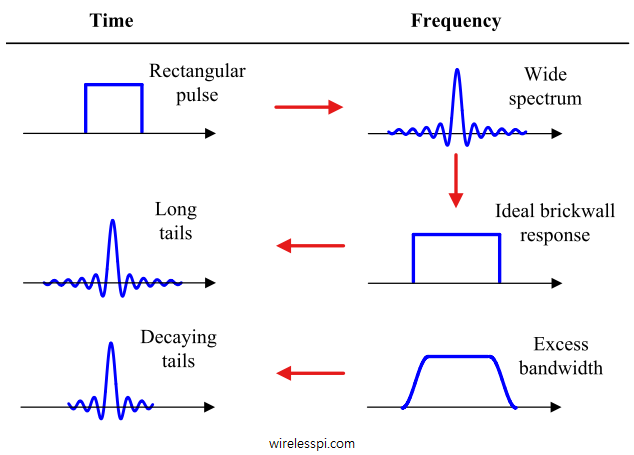 Time
Frequency
Rectangular
pulse
Wide
spectrum
Long
tails
Ideal brickwall
response
Decaying
tails
Excess
bandwidth
wirelesspi.com